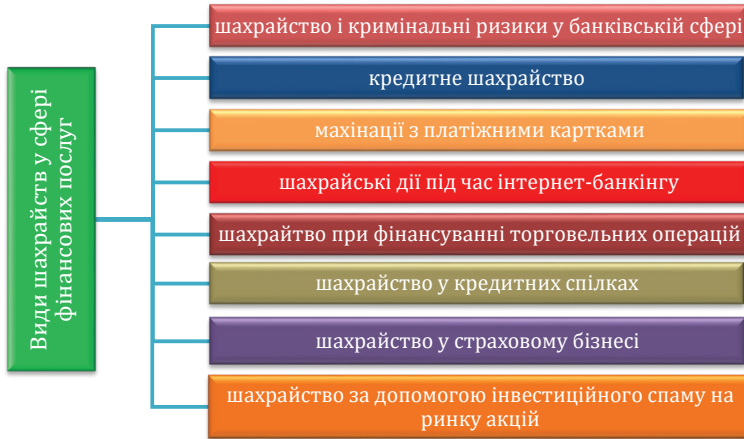 Види шахрайств у сфері
фінансових послуг
шахрайство і кримінальні ризики у банківській сфері
кредитне шахрайство
махінації з платіжними картками
шахрайські дії під час інтернет-банкінгу
шахрайтво при фінансуванні торговельних операцій
шахрайство у кредитних спілках
шахрайство у страховому бізнесі
шахрайство за допомогою інвестиційного спаму на
ринку акцій